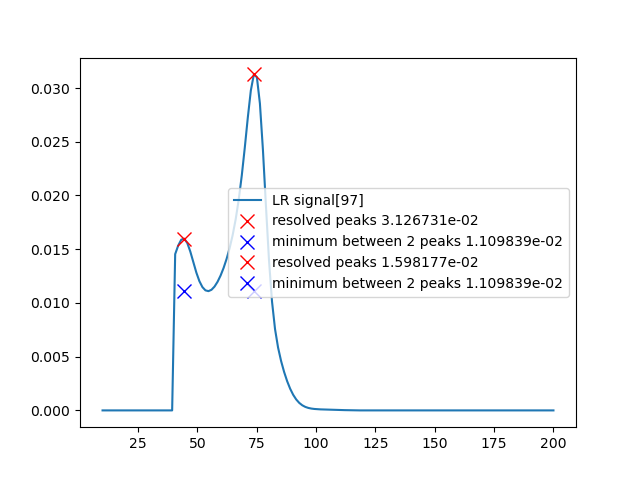 0.030
0.025
0.020
0.015
0.010
0.005
0.000
LR signal[97]
resolved peaks 3.126731e-02
minimum between 2 peaks 1.109839e-02
resolved peaks 1.598177e-02
minimum between 2 peaks 1.109839e-02
25 50 75 100 125 150 175 200